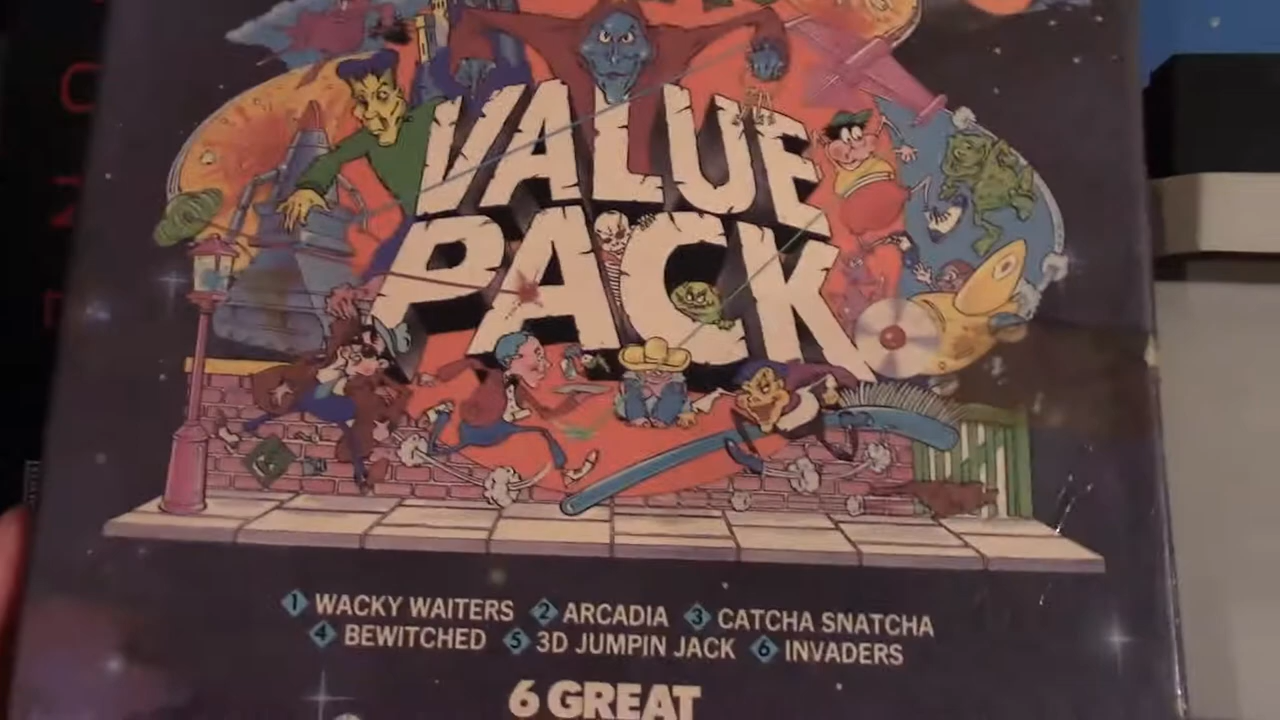 VALUE
PACK
1 WACKY WAITERS 2 ARCADIA 3 CATCHA SNATCHA
4 BEWITCHED 5 3D JUMPIN JACK 6 INVADERS
6 GREAT